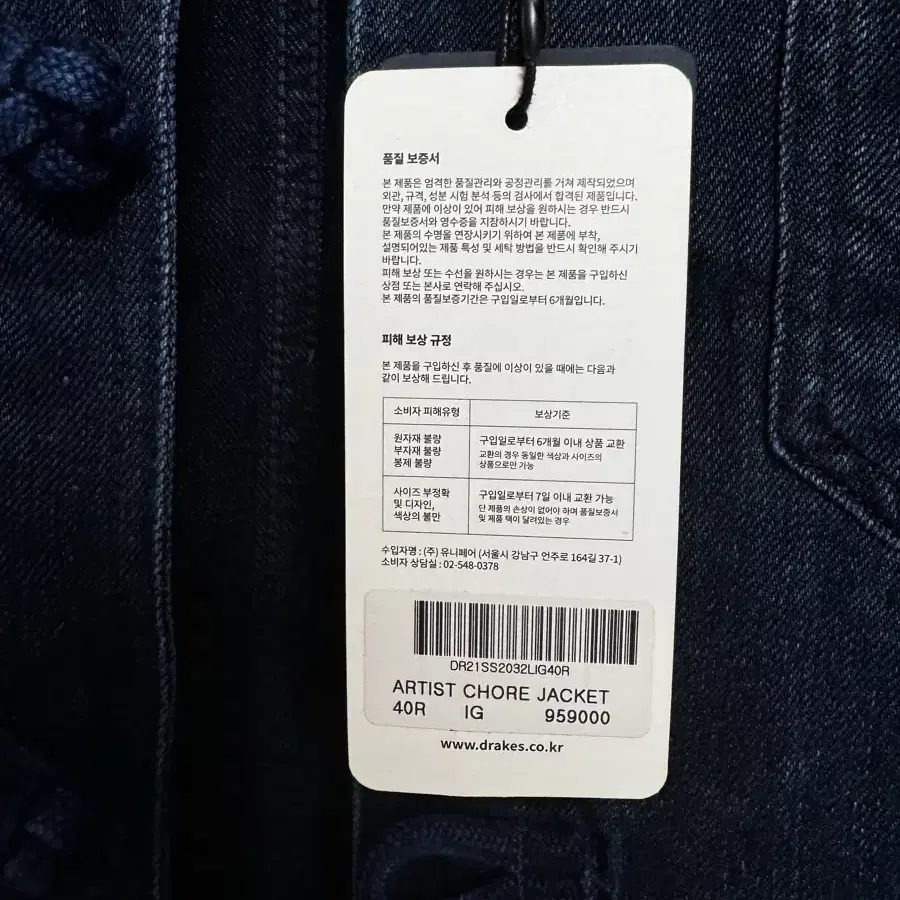 품질 보증서
본 제품은 엄격한 품질관리와 공정관리를 거쳐 제작되었으며
외관, 규격, 성분 시험 분석 등의 검사에서 합격된 제품입니다.
만약 제품에 이상이 있어 피해 보상을 원하시는 경우 반드시
품질보증서와 영수증을 지참하시기 바랍니다.
본 제품의 수명을 연장시키기 위하여 본 제품에 부착,
설명되어있는 제품 특성 및 세탁 방법을 반드시 확인해 주시기
바랍니다.
피해 보상 또는 수선을 원하시는 경우는 본 제품을 구입하신
상점 또는 본사로 연락해 주십시오.
본 제품의 품질보증기간은 구입일로부터 6개월입니다.
피해 보상 규정
본 제품을 구입하신 후 품질에 이상이 있을 때에는 다음과
같이 보상해 드립니다.
소비자 피해유형 보상기준
원자재 불량
부자재 불량
봉제 불량
구입일로부터 6개월 이내 상품 교환
교환의 경우 동일한 색상과 사이즈의
상품으로만 가능
사이즈 부정확
및 디자인,
색상의 불만
구입일로부터 7일 이내 교환 가능
단 제품의 손상이 없어야 하며 품질보증서
및 제품 택이 달려있는 경우
수입자명 : (주) 유니페어 (서울시 강남구 언주로 164길 37-1)
소비자 상담실 : 02-548-0378
DR21SS2032LIG40R
ARTIST CHORE JACKET
40R IG 959000
www.drakes.co.kr